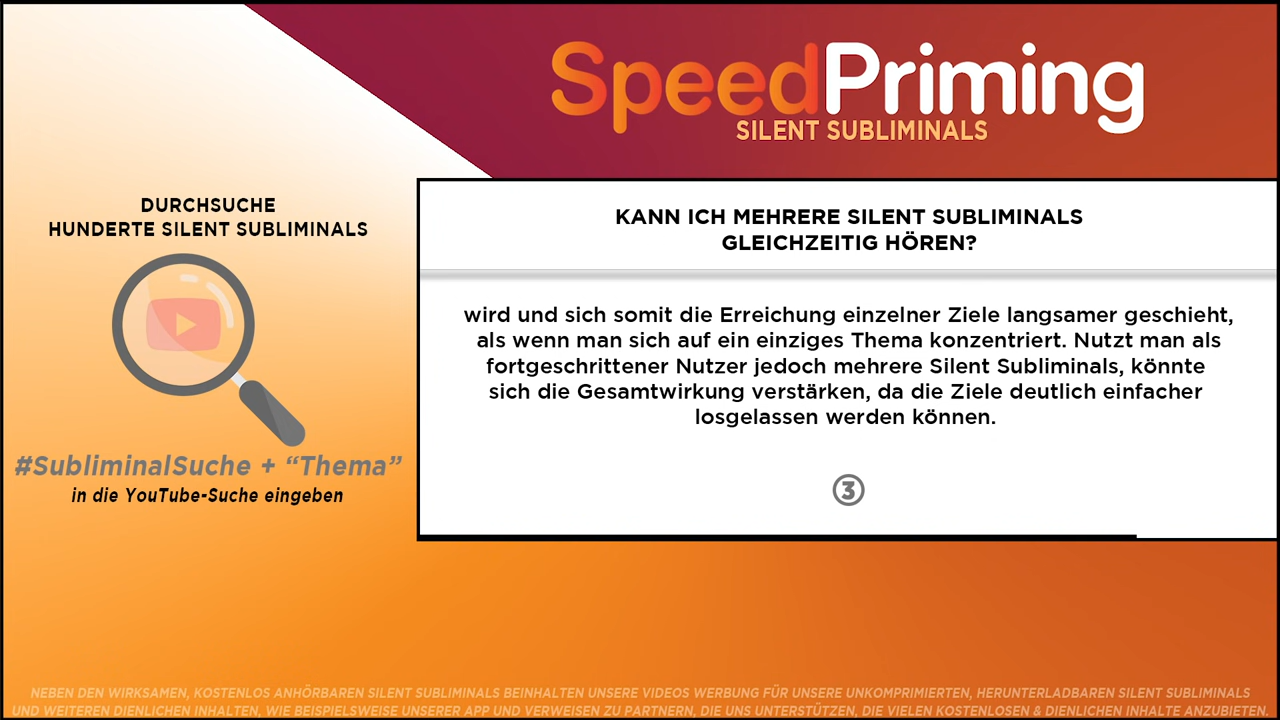 SpeedPriming
SILENT SUBLIMINALS
DURCHSUCHE
HUNDERTE SILENT SUBLIMINALS
#SubliminalSuche + “Thema”
in die YouTube-Suche eingeben
KANN ICH MEHRERE SILENT SUBLIMINALS
GLEICHZEITIG HÖREN?
wird und sich somit die Erreichung einzelner Ziele langsamer geschieht,
als wenn man sich auf ein einziges Thema konzentriert. Nutzt man als
fortgeschrittener Nutzer jedoch mehrere Silent Subliminals, könnte
sich die Gesamtwirkung verstärken, da die Ziele deutlich einfacher
losgelassen werden können.
3
NEBEN DEN WIRKSAMEN, KOSTENLOS ANHÖRBAREN SILENT SUBLIMINALS BEINHALTEN UNSERE VIDEOS WERBUNG FÜR UNSERE UNKOMPRIMIERTEN, HERUNTERLADBAREN SILENT SUBLIMINALS
UND WEITEREN DIENLICHEN INHALTEN, WIE BEISPIELSWEISE UNSERER APP UND VERWEISEN ZU PARTNERN, DIE UNS UNTERSTÜTZEN, DIE VIELEN KOSTENLOSEN & DIENLICHEN INHALTE ANZUBIETEN.